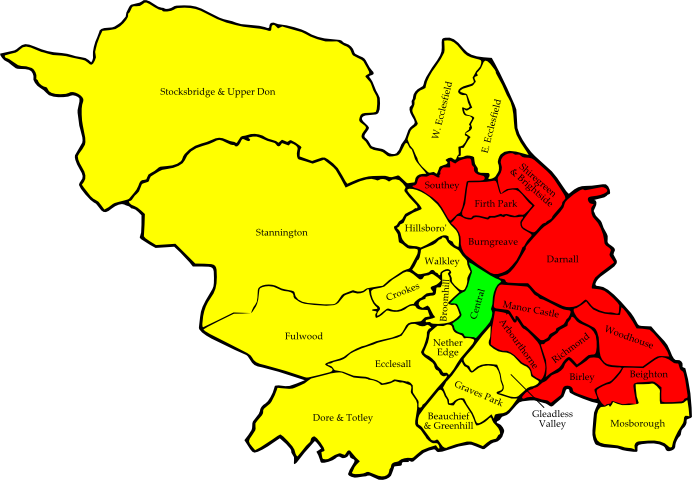 Stocksbridge & Upper Don
W. Ecclesfield
E. Ecclesfield
Shiregreen
& Brightside
Southey
Firth Park
Hillsboro'
Burngreave
Stannington
Walkley
Darnall
Crookes
Broomhill
Central
Manor Castle
Fulwood
Nether
Edge
Arbourthorne
Richmond
Woodhouse
Ecclesall
Birley
Beighton
Graves Park
Gleadless
Valley
Dore & Totley
Beauchief
& Greenhill
Mosborough